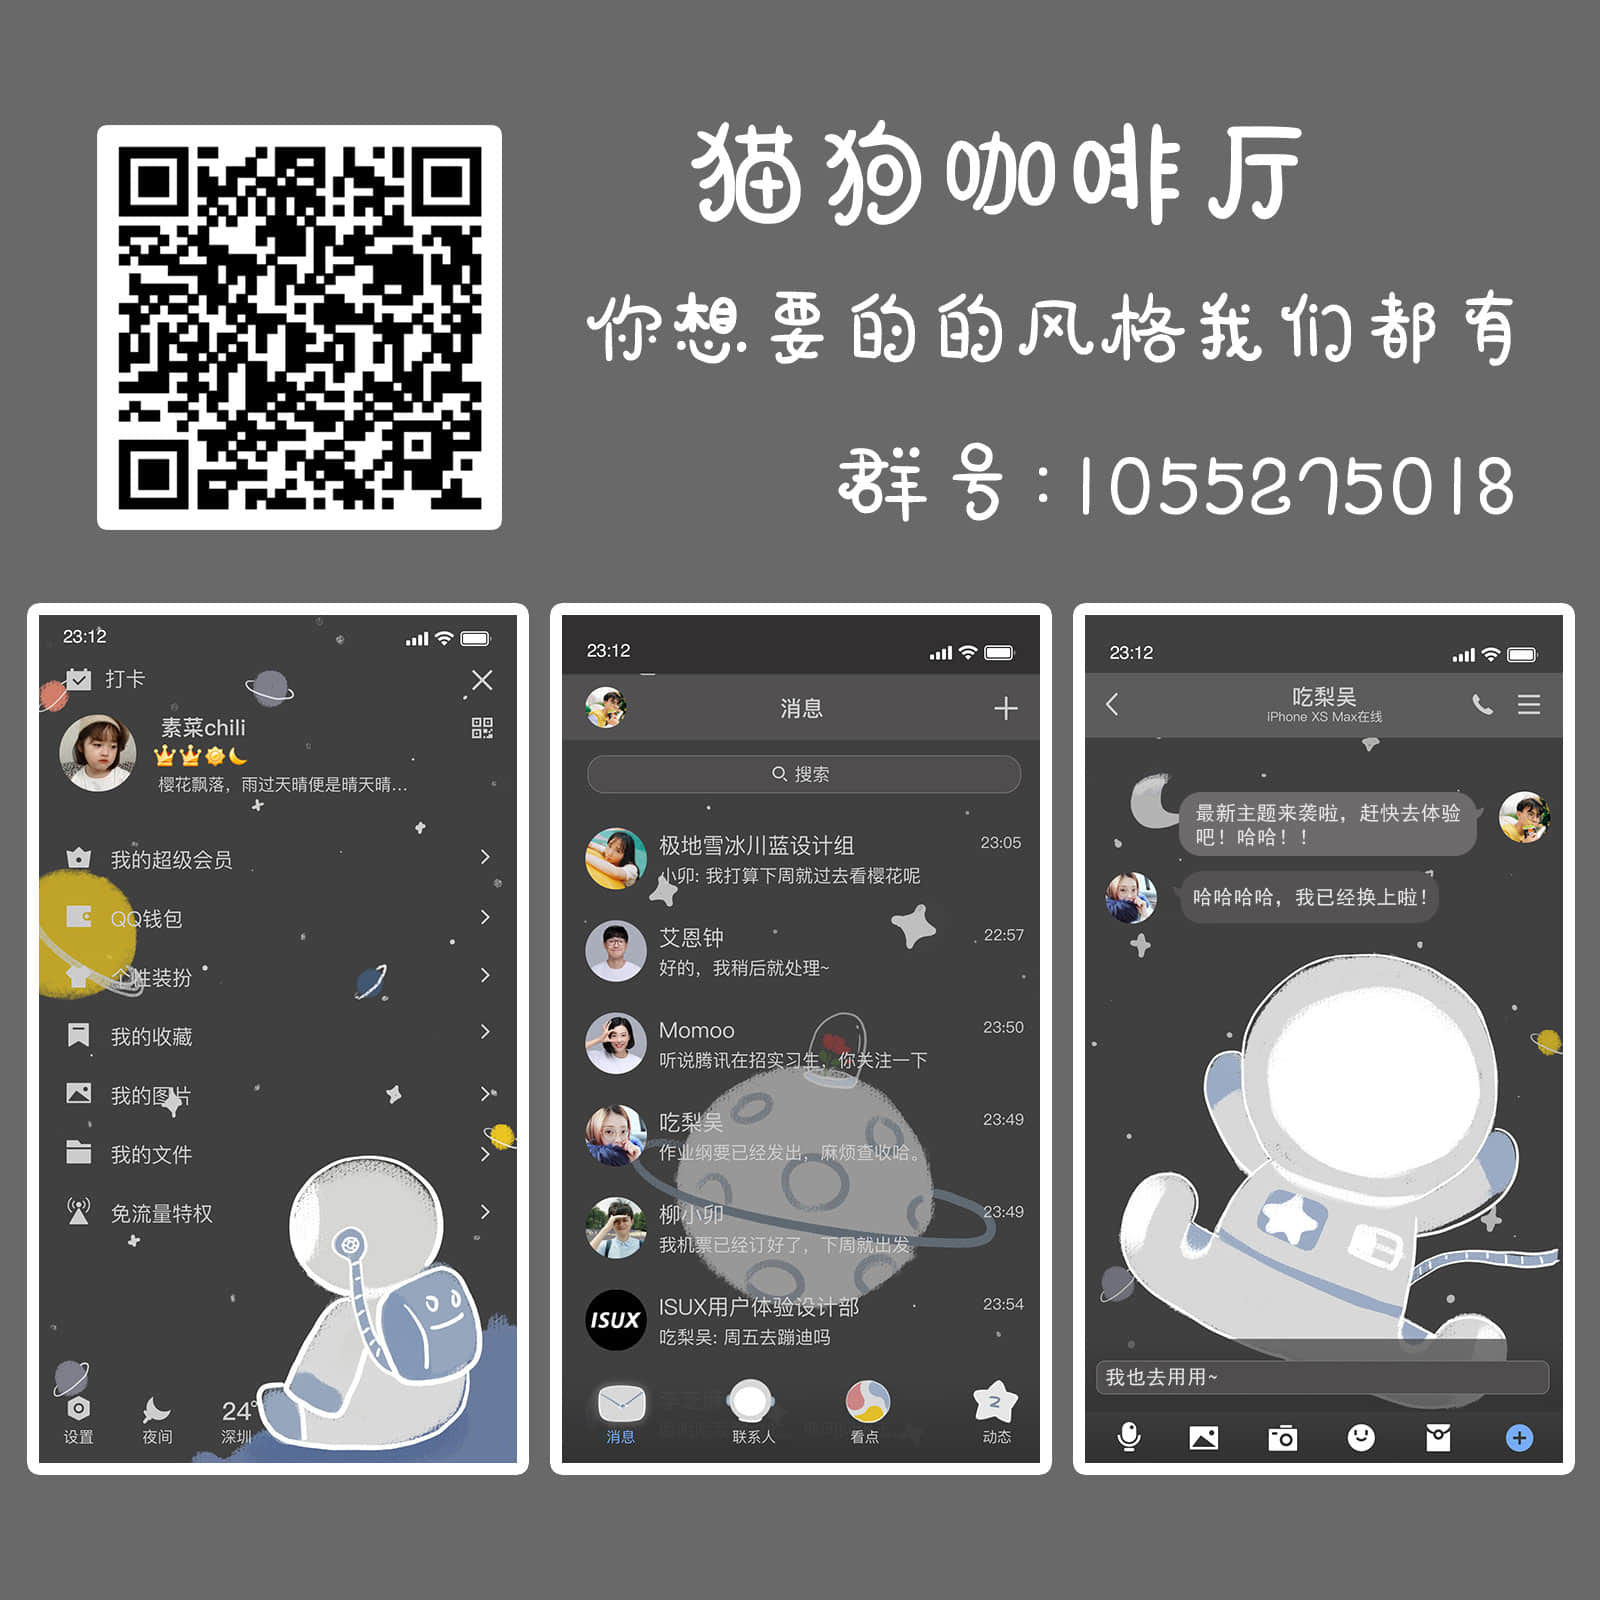 猫狗咖啡厅
你想要的的风格我们都有
群号:1055275018
23:12
打卡
素菜chili
樱花飘落，雨过天晴便是晴天晴...
我的超级会员
QQ钱包
个性装扮
我的收藏
我的图片
我的文件
免流量特权
24°
设置 夜间 深圳
23:12
消息
搜索
极地雪冰川蓝设计组 23:05
小卯: 我打算下周就过去看樱花呢
艾恩钟 22:57
好的，我稍后就处理~
Momoo 23:50
听说腾讯在招实习生，你关注一下
吃梨吴 23:49
作业纲要已经发出，麻烦查收哈。
柳小卯 23:49
我机票已经订好了，下周就出发
ISUX
ISUX用户体验设计部 23:54
吃梨吴: 周五去蹦迪吗
2
消息 联系人 看点 动态
23:12
吃梨吴
iPhone XS Max在线
最新主题来袭啦，赶快去体验
吧！哈哈！！
哈哈哈哈，我已经换上啦！
我也去用用~